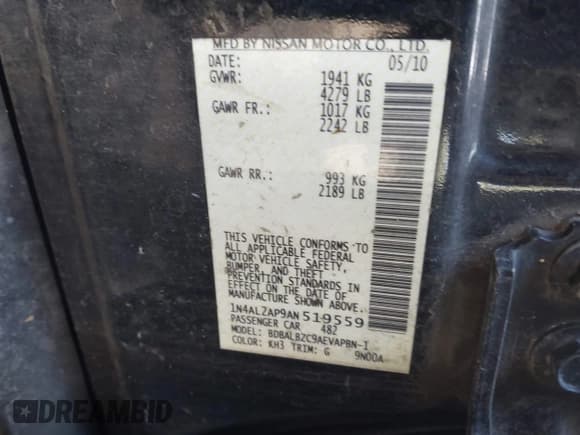 MFD BY NISSAN MOTOR CO., LTD.
DATE: 05/10
GVWR: 1941 KG
4279 LB
GAWR FR.: 1017 KG
2242 LB
GAWR RR.: 993 KG
2189 LB
THIS VEHICLE CONFORMS TO
ALL APPLICABLE FEDERAL
MOTOR VEHICLE SAFETY,
BUMPER, AND THEFT
PREVENTION STANDARDS IN
EFFECT ON THE DATE OF
MANUFACTURE SHOWN ABOVE.
1N4AL2AP9AN519559
PASSENGER CAR 482
MODEL: BDBALBZC9AEVAPBN-I
COLOR: KH3 TRIM: G 9N00A
DREAMBID